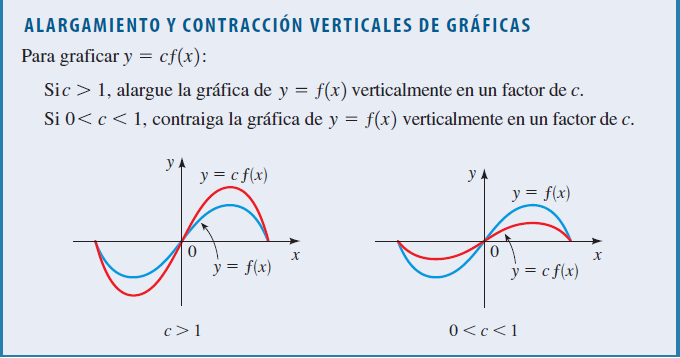 ALARGAMIENTO Y CONTRACCIÓN VERTICALES DE GRÁFICAS
Para graficar y = cf(x):
Si c > 1, alargue la gráfica de y = f(x) verticalmente en un factor de c.
Si 0 < c < 1, contraiga la gráfica de y = f(x) verticalmente en un factor de c.
y
y = c f(x)
0
x
y = f(x)
c > 1
y
y = f(x)
0
x
y = c f(x)
0 < c < 1